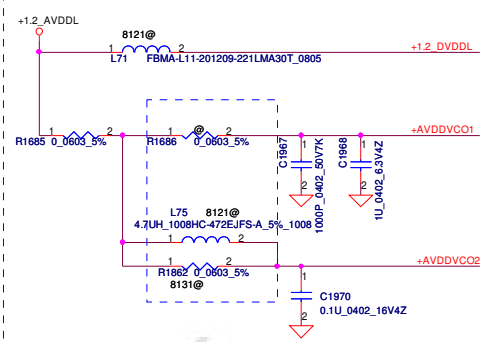 +1.2_AVDDL
8121@
1 2
+1.2_DVDDL
L71 FBMA-L11-201209-221LMA30T_0805
1 2 1 @ 2
+AVDDVCO1
R1685 0_0603_5% R1686 0_0603_5%
C1967
1
2
1000P_0402_50V7K
C1968
1
2
1U_0402_6.3V4Z
L75 8121@
4.7UH_1008HC-472EJFS-A_5%_1008
1 2
1 2
+AVDDVCO2
R1862 0_0603_5%
8131@
1
C1970
2
0.1U_0402_16V4Z